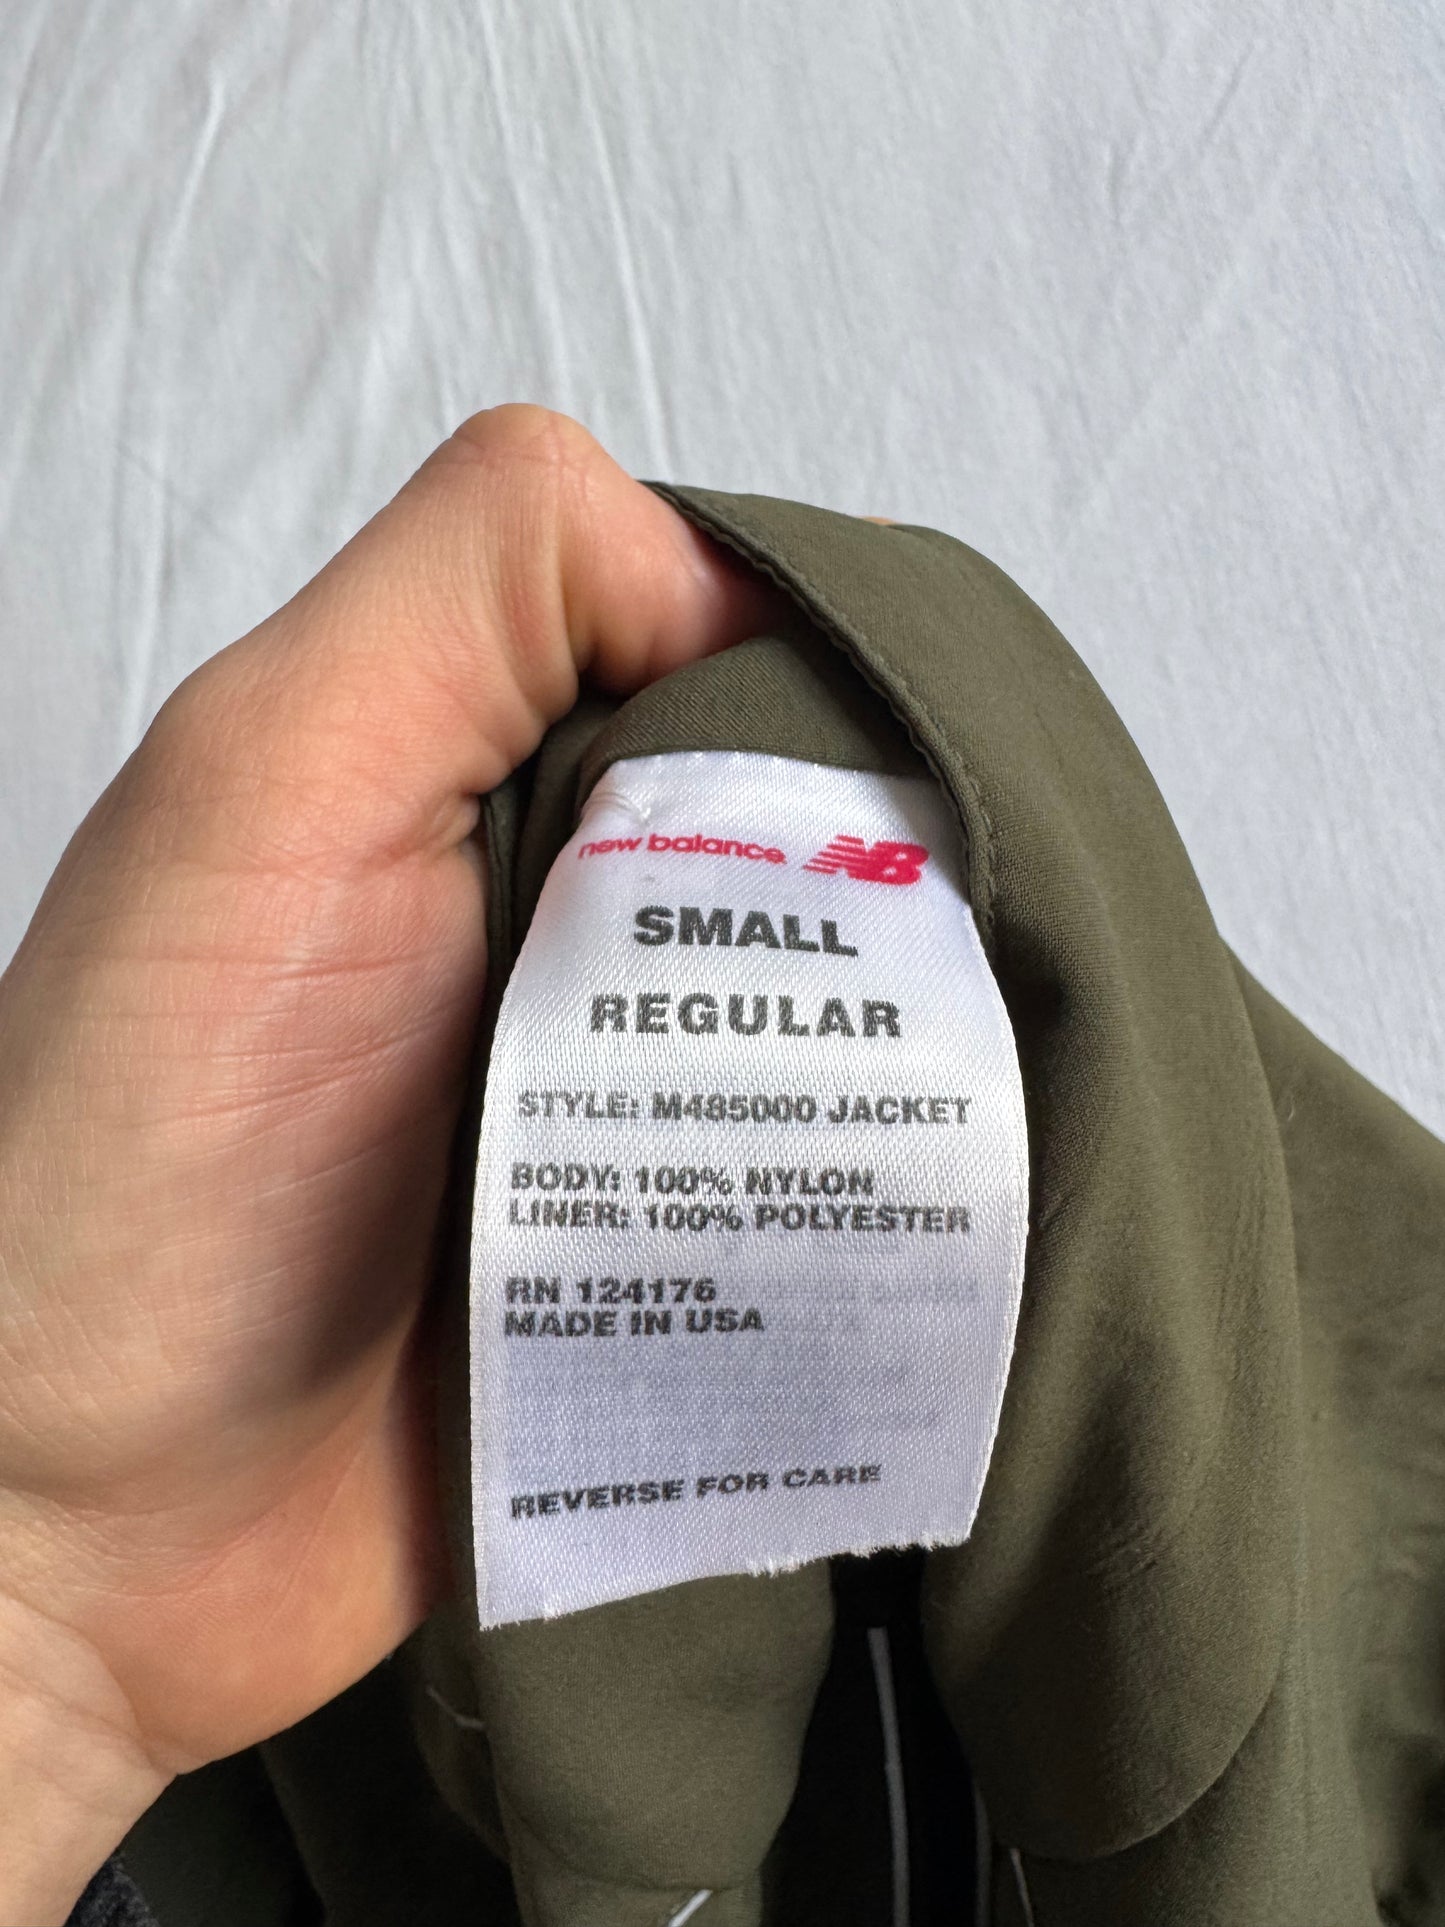 new balance NB
SMALL
REGULAR
STYLE: M485000 JACKET
BODY: 100% NYLON
LINER: 100% POLYESTER
RN 124176
MADE IN USA
REVERSE FOR CARE